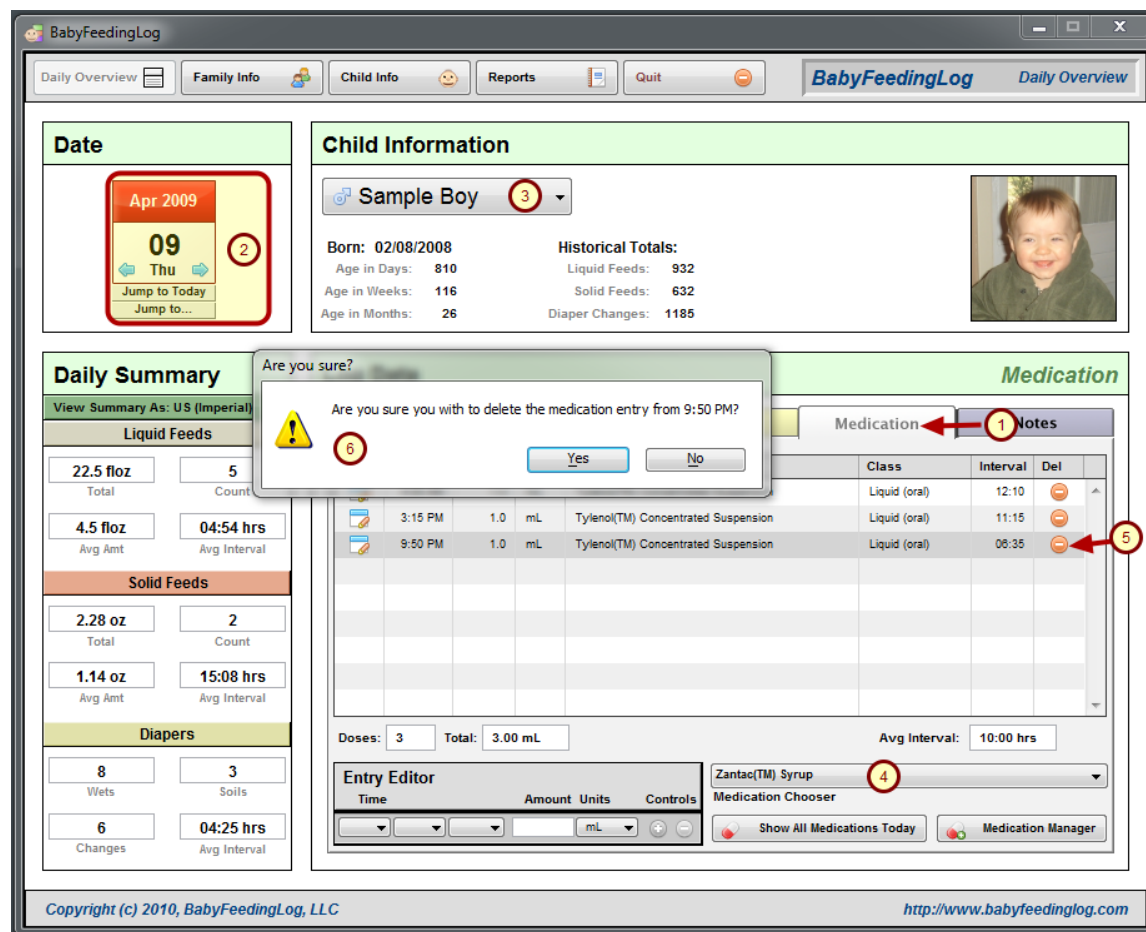 BabyFeedingLog
Daily Overview Family Info Child Info Reports Quit BabyFeedingLog Daily Overview
Date
Apr 2009
09
Thu
Jump to Today
Jump to...
2
Child Information
Sample Boy 3
Born: 02/08/2008 Historical Totals:
Age in Days: 810 Liquid Feeds: 932
Age in Weeks: 116 Solid Feeds: 632
Age in Months: 26 Diaper Changes: 1185
Daily Summary
View Summary As: US (Imperial)
Liquid Feeds
22.5 floz 5
Total Count
4.5 floz 04:54 hrs
Avg Amt Avg Interval
Solid Feeds
2.28 oz 2
Total Count
1.14 oz 15:08 hrs
Avg Amt Avg Interval
Diapers
8 3
Wets Soils
6 04:25 hrs
Changes Avg Interval
Are you sure?
Are you sure you with to delete the medication entry from 9:50 PM?
6
Yes No
Medication
Medication 1 Notes
Class Interval Del
Liquid (oral) 12:10
3:15 PM 1.0 mL Tylenol(TM) Concentrated Suspension Liquid (oral) 11:15
9:50 PM 1.0 mL Tylenol(TM) Concentrated Suspension Liquid (oral) 06:35 5
Doses: 3 Total: 3.00 mL Avg Interval: 10:00 hrs
Entry Editor
Time Amount Units Controls
mL
Zantac(TM) Syrup 4
Medication Chooser
Show All Medications Today Medication Manager
Copyright (c) 2010, BabyFeedingLog, LLC http://www.babyfeedinglog.com